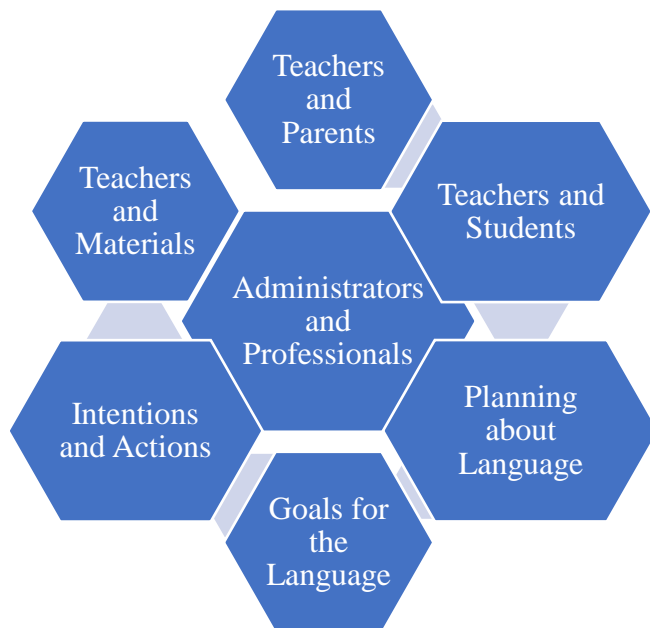 Teachers
and
Parents
Teachers
and
Materials
Teachers and
Students
Administrators
and
Professionals
Intentions
and Actions
Planning
about
Language
Goals for
the
Language